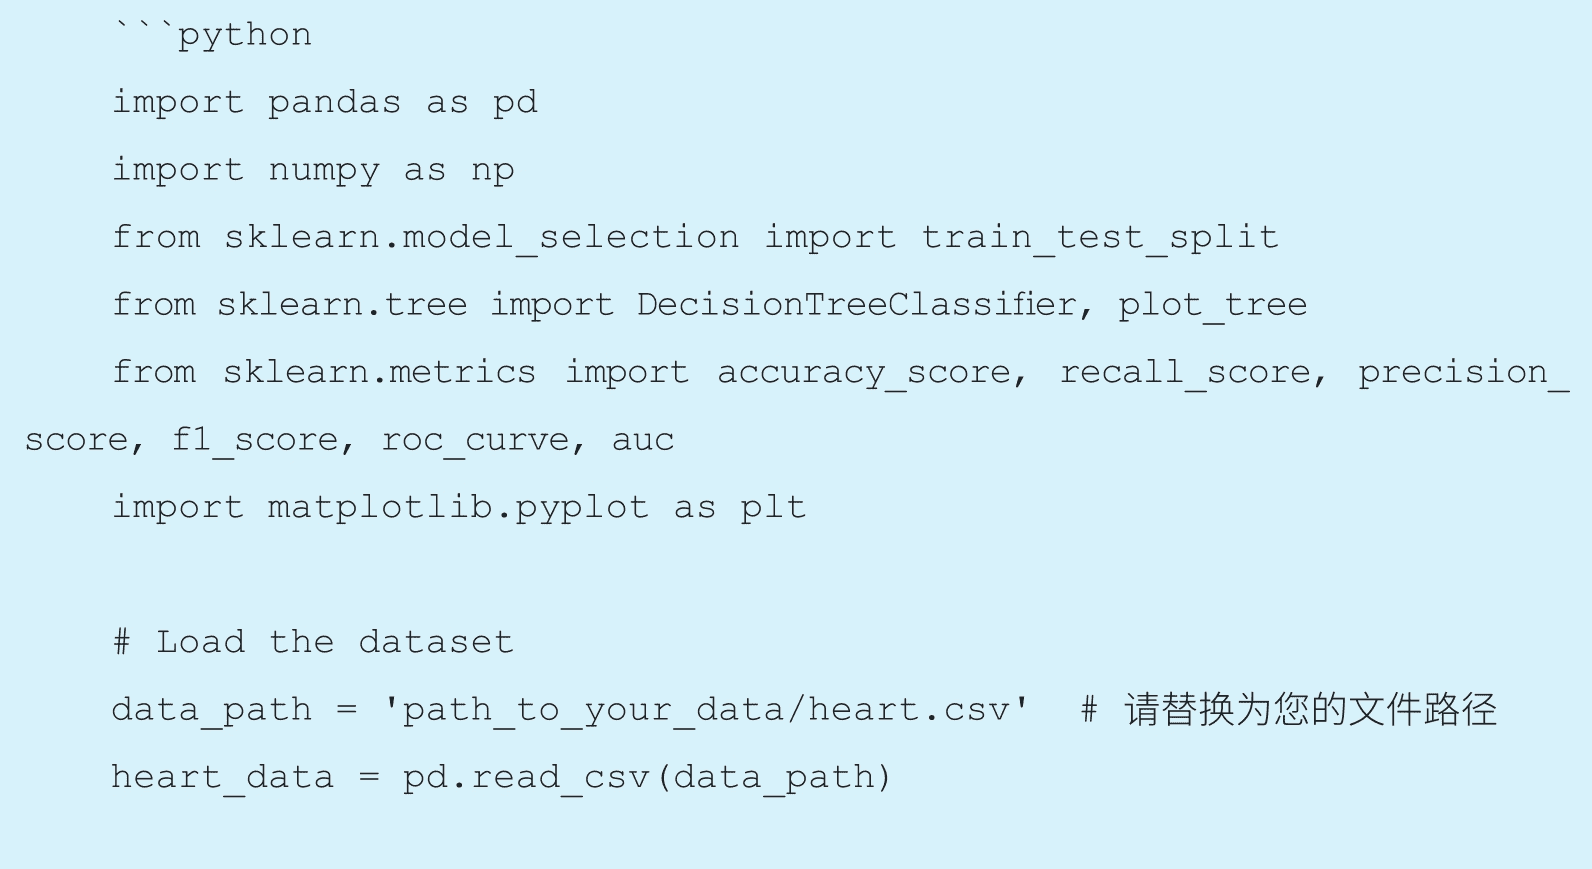 ```python
import pandas as pd
import numpy as np
from sklearn.model_selection import train_test_split
from sklearn.tree import DecisionTreeClassifier, plot_tree
from sklearn.metrics import accuracy_score, recall_score, precision_
score, f1_score, roc_curve, auc
import matplotlib.pyplot as plt
# Load the dataset
data_path = 'path_to_your_data/heart.csv'  # 请替换为您的文件路径
heart_data = pd.read_csv(data_path)